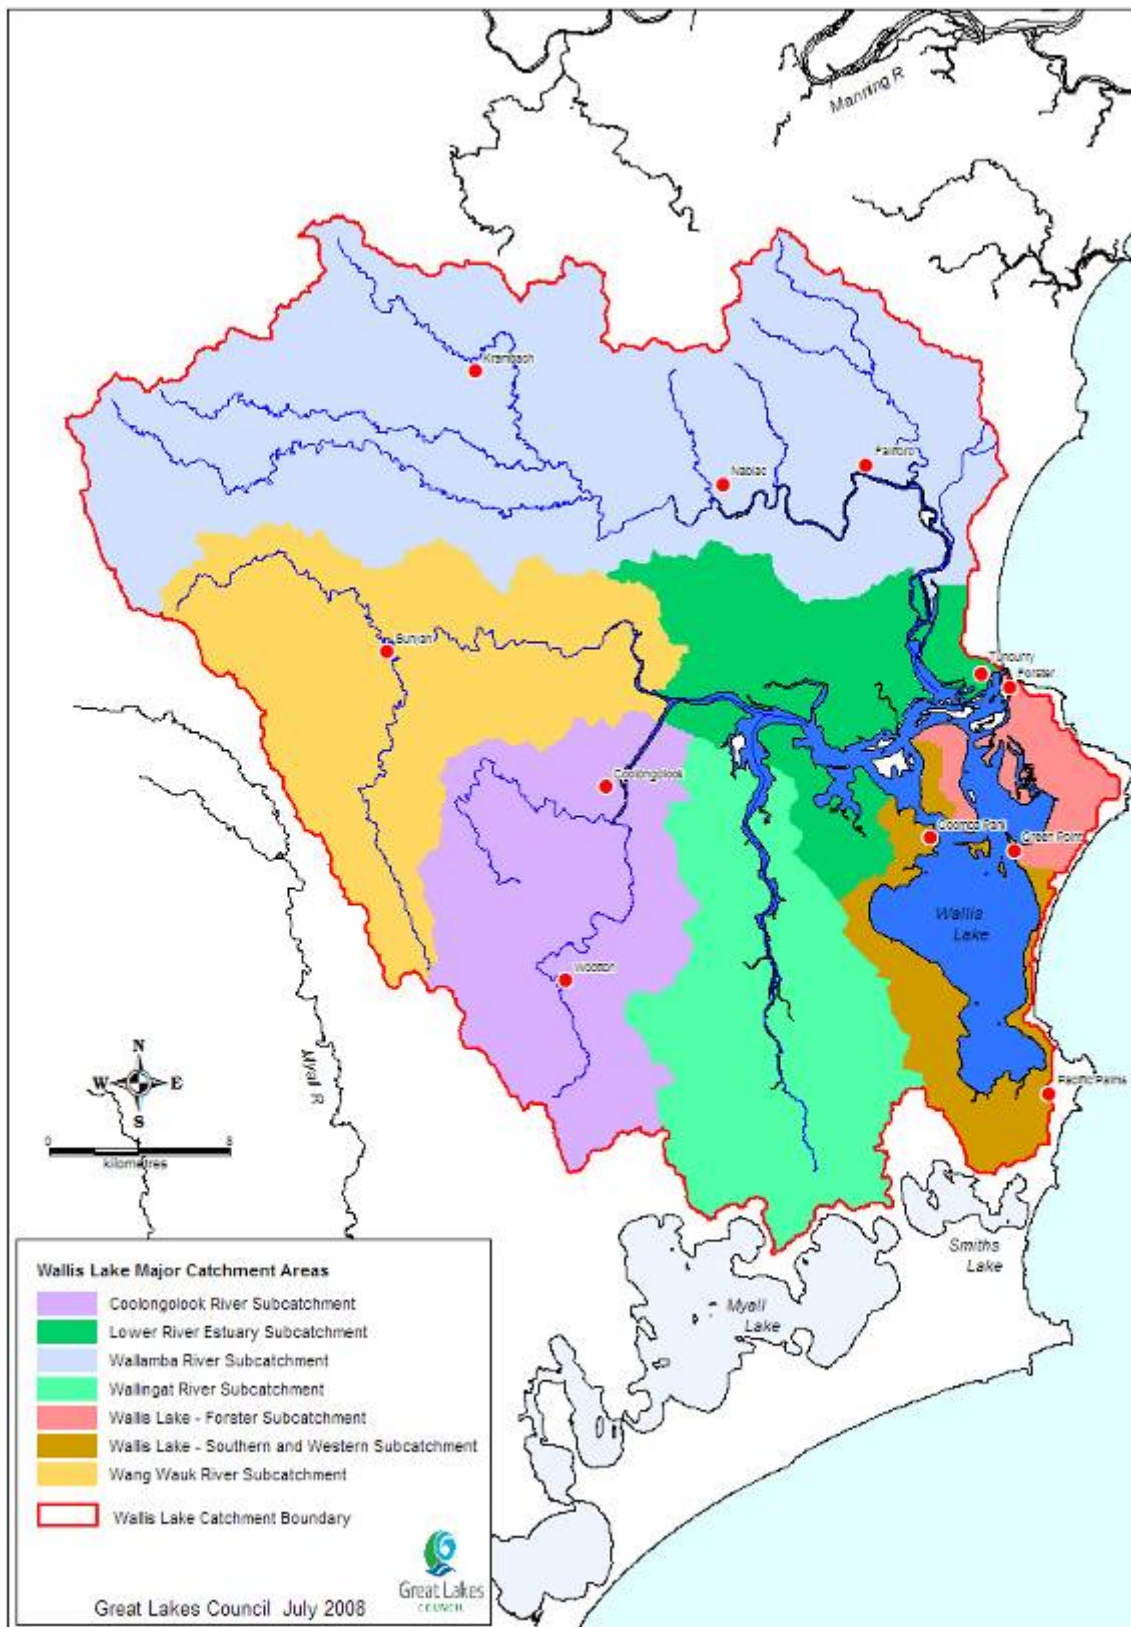 Manning R
Krambach
Nabiac
Failford
Bunyah
Tuncurry
Forster
Coolongolook
Coomba Park
Green Point
Wallis
Lake
Wootton
N
W
E
S
Myall R
Pacific Palms
0
8
kilometres
Smiths
Lake
Myall
Lake
Wallis Lake Major Catchment Areas
Coolongolook River Subcatchment
Lower River Estuary Subcatchment
Wallamba River Subcatchment
Wallingat River Subcatchment
Wallis Lake - Forster Subcatchment
Wallis Lake - Southern and Western Subcatchment
Wang Wauk River Subcatchment
Wallis Lake Catchment Boundary
Great Lakes
COUNCIL
Great Lakes Council July 2008